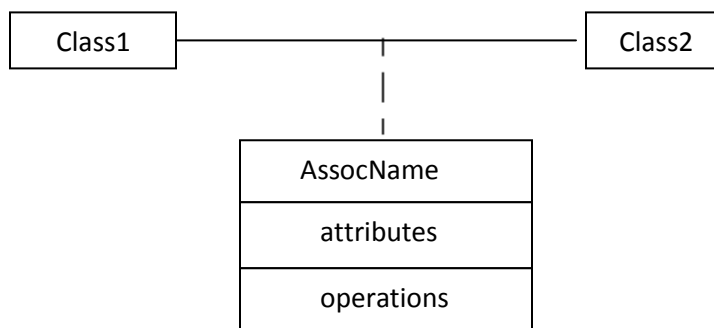 Class1
Class2
AssocName
attributes
operations